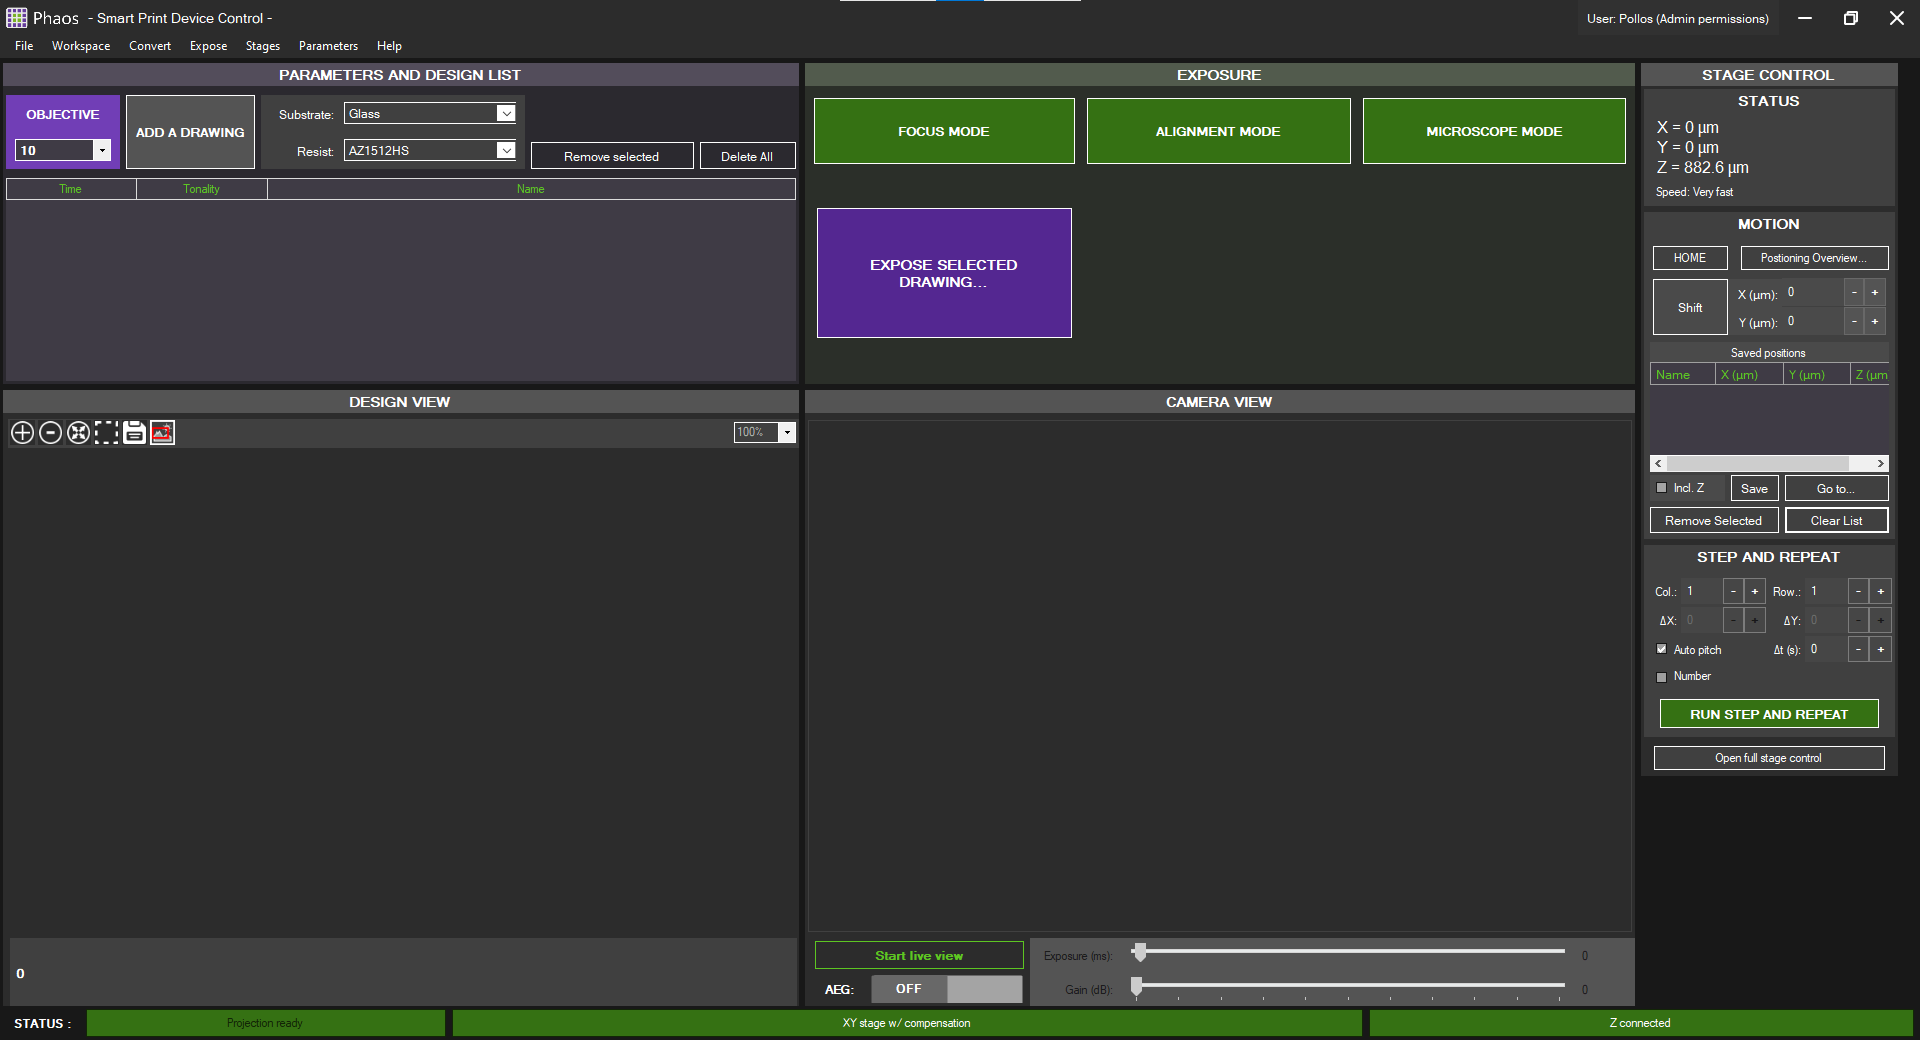 Phaos - Smart Print Device Control -
User: Pollos (Admin permissions)
File Workspace Convert Expose Stages Parameters Help
PARAMETERS AND DESIGN LIST
OBJECTIVE
10
ADD A DRAWING
Substrate: Glass
Resist: AZ1512HS
Remove selected
Delete All
Time Tonality Name
EXPOSURE
FOCUS MODE
ALIGNMENT MODE
MICROSCOPE MODE
EXPOSE SELECTED
DRAWING...
STAGE CONTROL
STATUS
X = 0 µm
Y = 0 µm
Z = 882.6 µm
Speed: Very fast
MOTION
HOME
Postioning Overview...
Shift
X (µm): 0 - +
Y (µm): 0 - +
Saved positions
Name X (µm) Y (µm) Z (µm
Incl. Z
Save
Go to...
Remove Selected
Clear List
STEP AND REPEAT
Col.: 1 - + Row.: 1 - +
ΔX: 0 - + ΔY: 0 - +
Auto pitch Δt (s): 0 - +
Number
RUN STEP AND REPEAT
Open full stage control
DESIGN VIEW
100%
0
CAMERA VIEW
Start live view
AEG: OFF
Exposure (ms): 0
Gain (dB): 0
STATUS : Projection ready XY stage w/ compensation Z connected